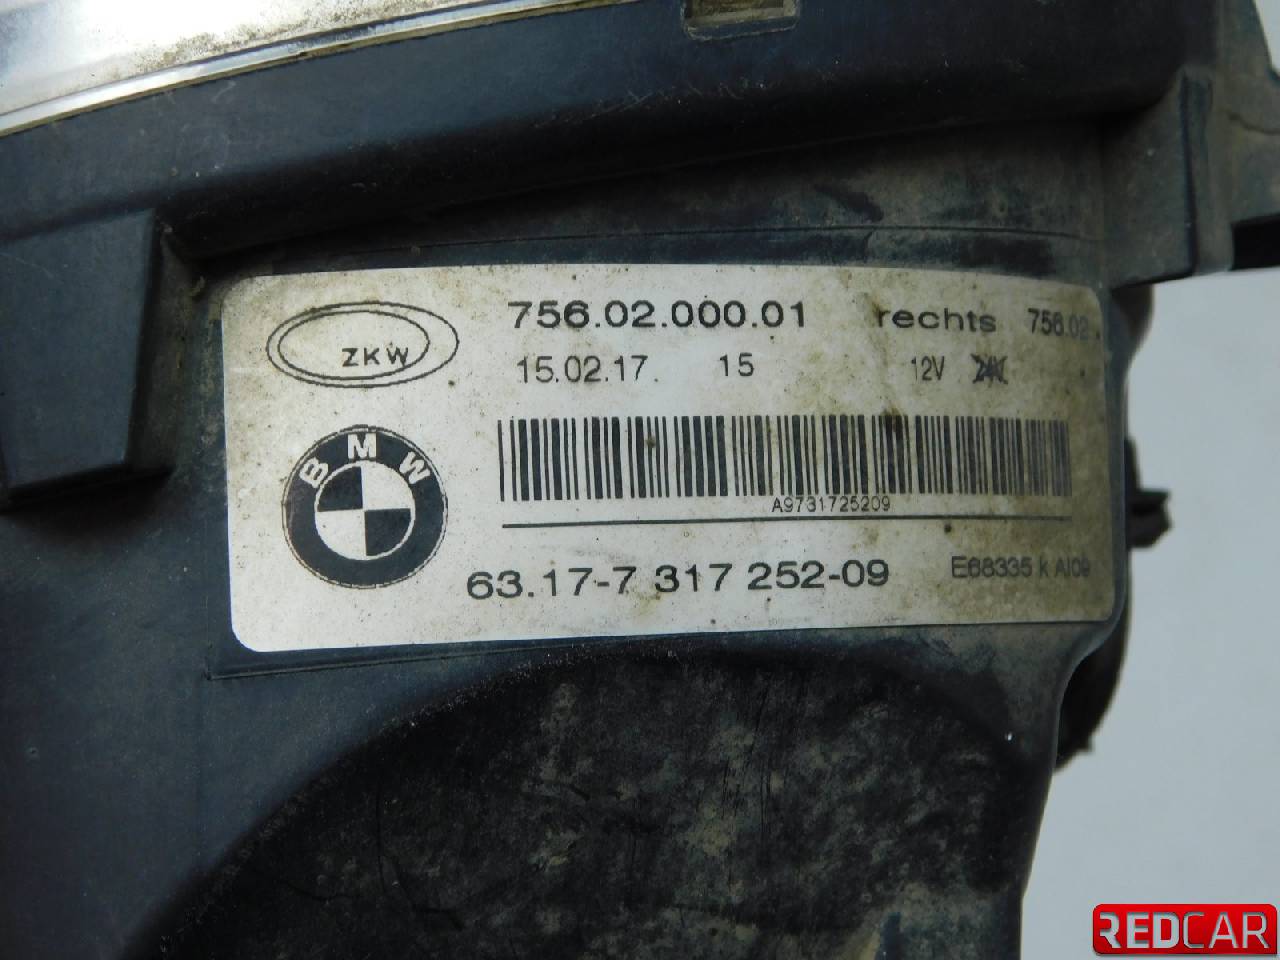 ZKW
756.02.000.01 rechts 756.02.
15.02.17. 15 12V 24V
BMW
A9731725209
63.17-7 317 252-09 E68335 k AI09
REDCAR